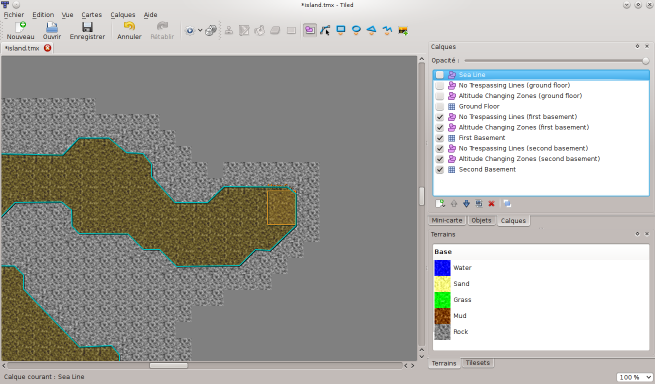 *island.tmx - Tiled
Fichier Edition Vue Cartes Calques Aide
Nouveau Ouvrir Enregistrer Annuler Rétablir
*island.tmx
Calques
Opacité :
Sea Line
No Trespassing Lines (ground floor)
Altitude Changing Zones (ground floor)
Ground Floor
No Trespassing Lines (first basement)
Altitude Changing Zones (first basement)
First Basement
No Trespassing Lines (second basement)
Altitude Changing Zones (second basement)
Second Basement
Mini-carte Objets Calques
Terrains
Base
Water
Sand
Grass
Mud
Rock
Terrains Tilesets
Calque courant : Sea Line
100 %